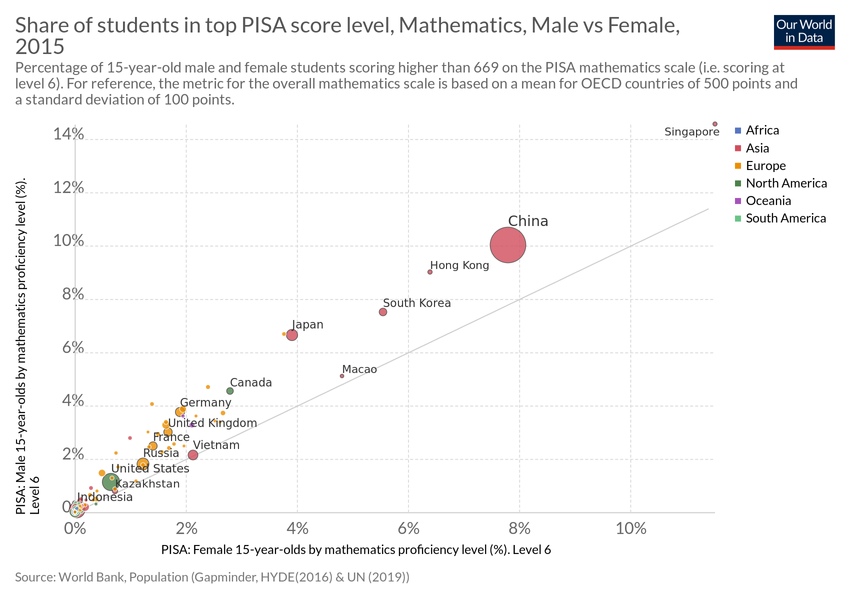 Share of students in top PISA score level, Mathematics, Male vs Female,
2015
Our World
in Data
Percentage of 15-year-old male and female students scoring higher than 669 on the PISA mathematics scale (i.e. scoring at
level 6). For reference, the metric for the overall mathematics scale is based on a mean for OECD countries of 500 points and
a standard deviation of 100 points.
PISA: Male 15-year-olds by mathematics proficiency level (%).
Level 6
14%
12%
10%
8%
6%
4%
2%
0%
Singapore
China
Hong Kong
South Korea
Japan
Macao
Canada
Germany
United Kingdom
France
Vietnam
Russia
United States
Kazakhstan
Indonesia
Africa
Asia
Europe
North America
Oceania
South America
0%
2%
4%
6%
8%
10%
PISA: Female 15-year-olds by mathematics proficiency level (%). Level 6
Source: World Bank, Population (Gapminder, HYDE(2016) & UN (2019))